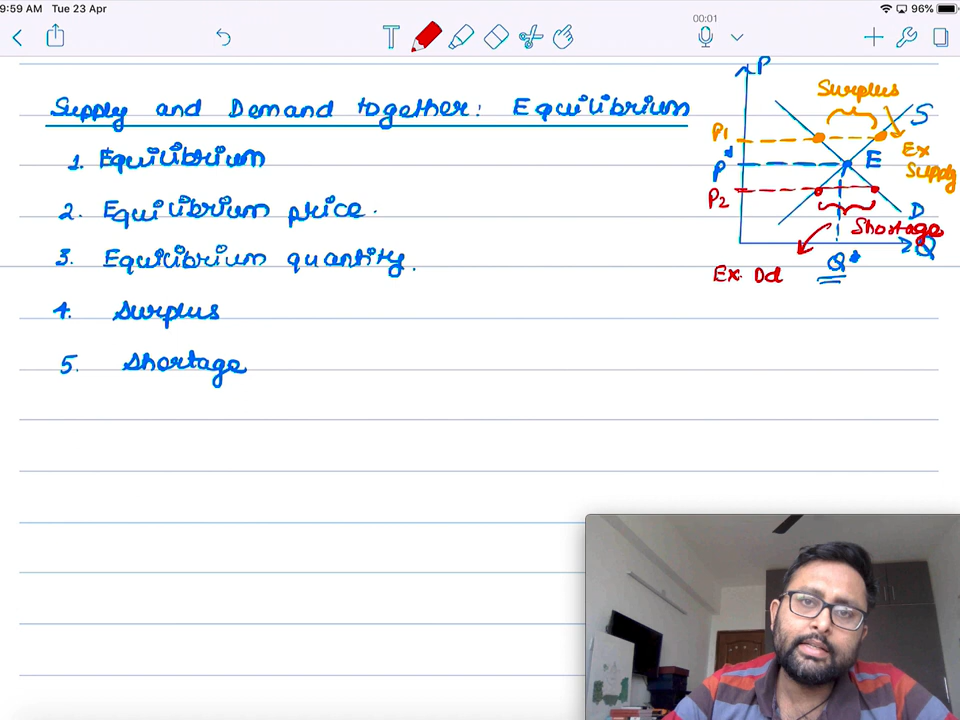 9:59 AM Tue 23 Apr
96%
00:01
T
Supply and Demand together: Equilibrium
1. Equilibrium
2. Equilibrium price.
3. Equilibrium quantity.
4. Surplus
5. Shortage
P
Surplus
S
P1
E
Ex
Supply
P*
P2
D
Shortage
Q
Q*
Ex. Dd